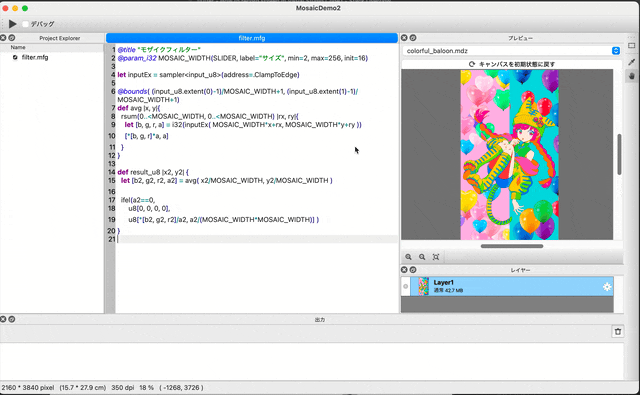 MosaicDemo2
デバッグ
Project Explorer
Name
filter.mfg
filter.mfg
1 @title "モザイクフィルター"
2 @param_i32 MOSAIC_WIDTH(SLIDER, label="サイズ", min=2, max=256, init=16)
3
4 let inputEx = sampler<input_u8>(address=.ClampToEdge)
5
6 @bounds( (input_u8.extent(0)-1)/MOSAIC_WIDTH+1, (input_u8.extent(1)-1)/
MOSAIC_WIDTH+1)
7 def avg |x, y|{
8 rsum(0..<MOSAIC_WIDTH, 0..<MOSAIC_WIDTH) |rx, ry|{
9 let [b, g, r, a] = i32(inputEx( MOSAIC_WIDTH*x+rx, MOSAIC_WIDTH*y+ry ))
10 [*[b, g, r]*a, a]
11 }
12 }
13
14 def result_u8 |x2, y2| {
15 let [b2, g2, r2, a2] = avg( x2/MOSAIC_WIDTH, y2/MOSAIC_WIDTH )
16
17 ifel(a2==0,
18 u8[0, 0, 0, 0],
19 u8[*[b2, g2, r2]/a2, a2/(MOSAIC_WIDTH*MOSAIC_WIDTH)] )
20 }
21
プレビュー
colorful_baloon.mdz
キャンバスを初期状態に戻す
レイヤー
Layer1
通常 42.7 MB
出力
2160 * 3840 pixel (15.7 * 27.9 cm) 350 dpi 18 % ( -1268, 3726 )